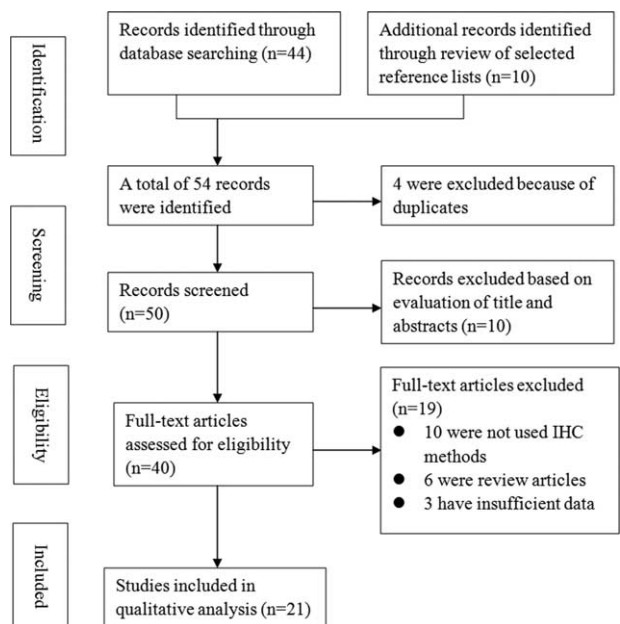 Identification
Records identified through
database searching (n=44)
Additional records identified
through review of selected
reference lists (n=10)
A total of 54 records
were identified
4 were excluded because of
duplicates
Screening
Records screened
(n=50)
Records excluded based on
evaluation of title and
abstracts (n=10)
Eligibility
Full-text articles
assessed for eligibility
(n=40)
Full-text articles excluded
(n=19)
● 10 were not used IHC
methods
● 6 were review articles
● 3 have insufficient data
Included
Studies included in
qualitative analysis (n=21)